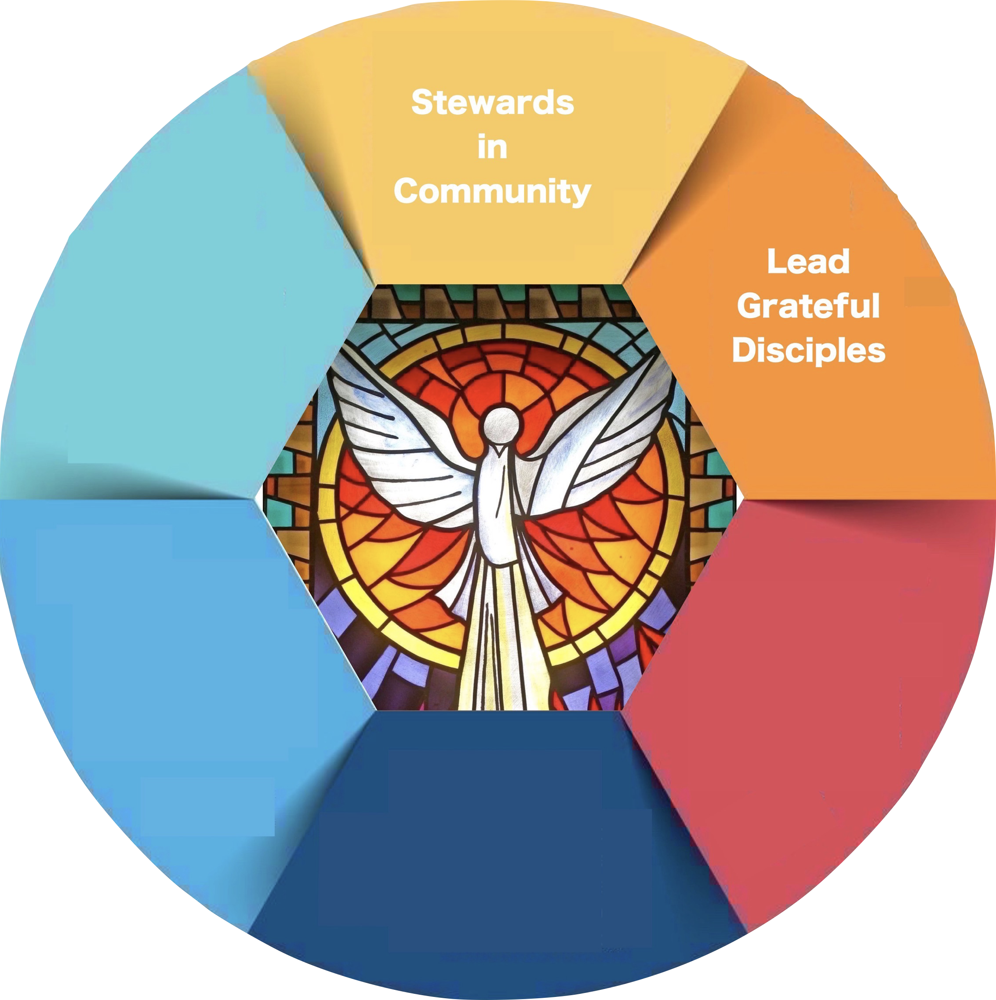 Stewards
in
Community
Lead
Grateful
Disciples